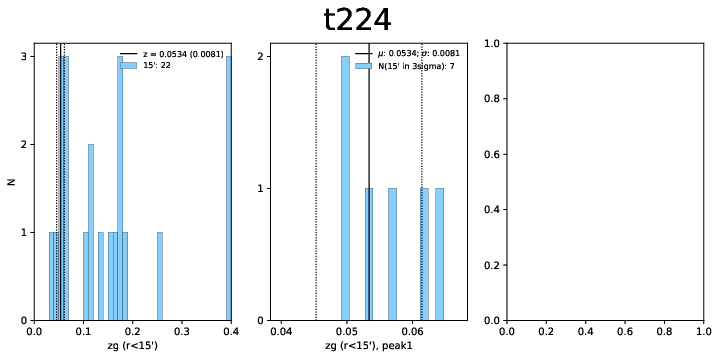 t224
z = 0.0534 (0.0081)
15': 22
N
3
2
1
0
0.0 0.1 0.2 0.3 0.4
zg (r<15')
μ: 0.0534; σ: 0.0081
N(15' in 3sigma): 7
2
1
0
0.04 0.05 0.06
zg (r<15'), peak1
1.0
0.8
0.6
0.4
0.2
0.0
0.0 0.2 0.4 0.6 0.8 1.0